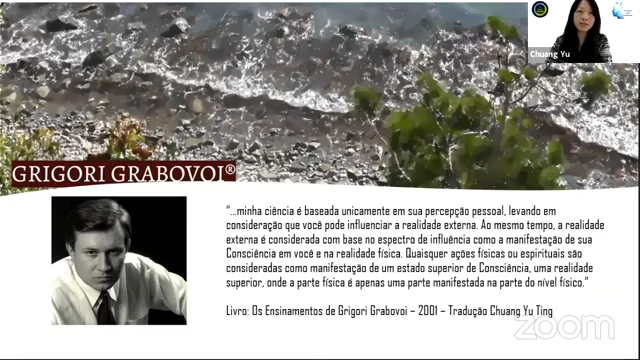 Chuang Yu
GRIGORI GRABOVOI®
“...minha ciência é baseada unicamente em sua percepção pessoal, levando em
consideração que você pode influenciar a realidade externa. Ao mesmo tempo, a realidade
externa é considerada com base no espectro de influência como a manifestação de sua
Consciência em você e na realidade física. Quaisquer ações físicas ou espirituais são
consideradas como manifestação de um estado superior de Consciência, uma realidade
superior, onde a parte física é apenas uma parte manifestada na parte do nível físico.”
Livro: Os Ensinamentos de Grigori Grabovoi – 2001 – Tradução Chuang Yu Ting
zoom